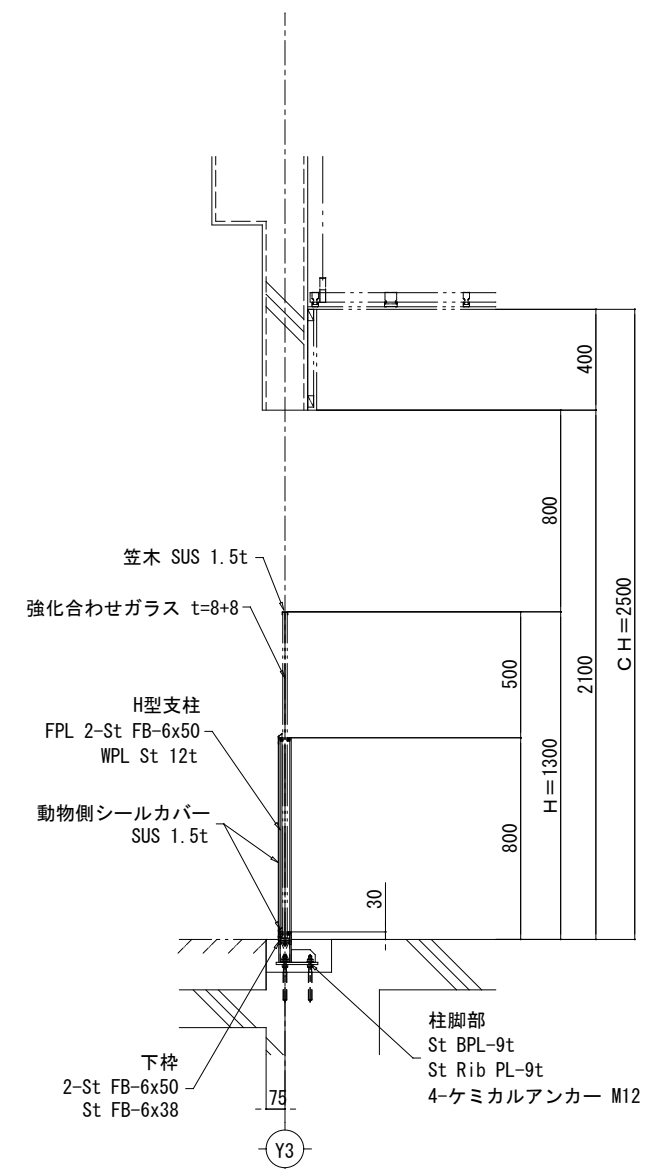 400
800
笠木 SUS 1.5t
強化合わせガラス t=8+8
CH=2500
2100
500
H型支柱
FPL 2-St FB-6x50
WPL St 12t
H=1300
動物側シールカバー
SUS 1.5t
800
30
柱脚部
St BPL-9t
St Rib PL-9t
4-ケミカルアンカー M12
下枠
2-St FB-6x50
St FB-6x38
75
Y3